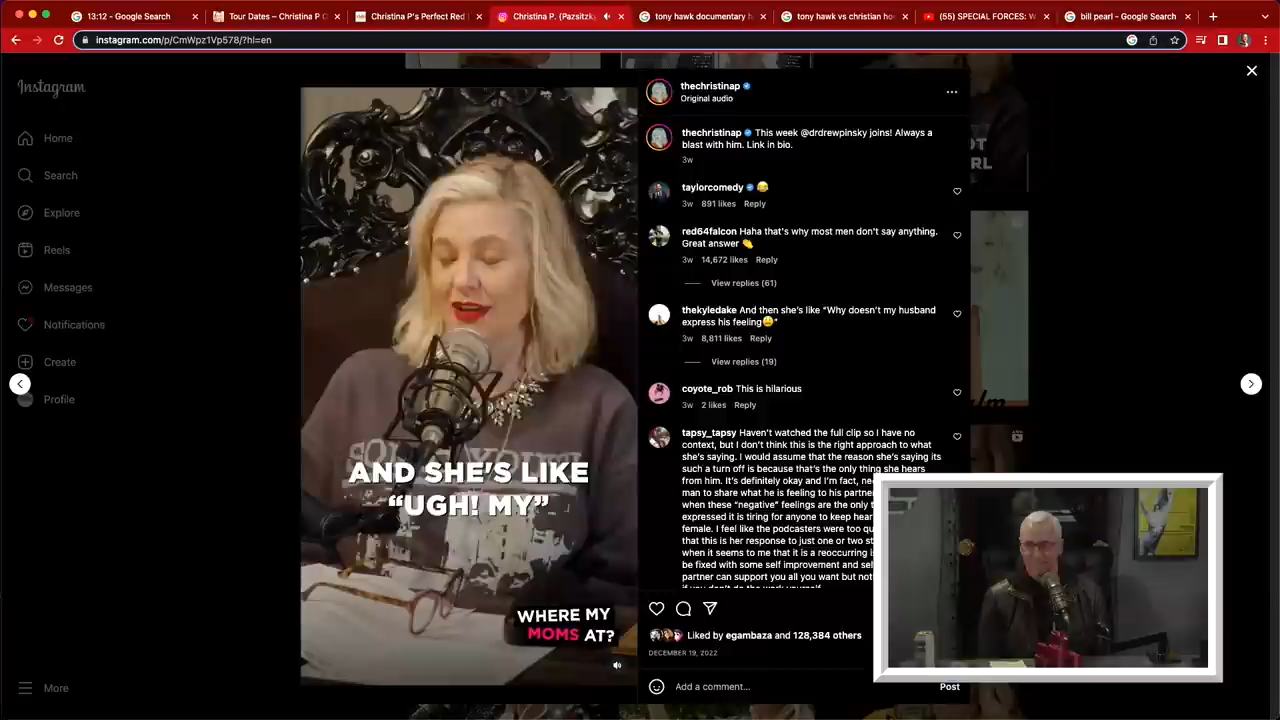 13:12 - Google Search
Tour Dates – Christina P C
Christina P's Perfect Red
Christina P. (Pazsitzky
tony hawk documentary h
tony hawk vs christian ho
(55) SPECIAL FORCES: W
bill pearl - Google Search
instagram.com/p/CmWpz1Vp578/?hl=en
Instagram
Home
Search
Explore
Reels
Messages
Notifications
Create
Profile
More
AND SHE'S LIKE
“UGH! MY”
WHERE MY
MOMS AT?
thechristinap
Original audio
thechristinap This week @drdrewpinsky joins! Always a
blast with him. Link in bio.
3w
taylorcomedy 😂
3w 891 likes Reply
red64falcon Haha that's why most men don't say anything.
Great answer 👏
3w 14,672 likes Reply
View replies (61)
thekyledake And then she's like “Why doesn't my husband
express his feeling😅”
3w 8,811 likes Reply
View replies (19)
coyote_rob This is hilarious
3w 2 likes Reply
tapsy_tapsy Haven't watched the full clip so I have no
context, but I don't think this is the right approach to what
she's saying. I would assume that the reason she's saying its
such a turn off is because that's the only thing she hears
from him. It's definitely okay and I'm fact, ne
man to share what he is feeling to his partne
when these “negative” feelings are the only t
expressed it is tiring for anyone to keep hear
female. I feel like the podcasters were too qu
that this is her response to just one or two st
when it seems to me that it is a reoccuring is
be fixed with some self improvement and sel
partner can support you all you want but not
Liked by egambaza and 128,384 others
DECEMBER 19, 2022
Add a comment...
Post